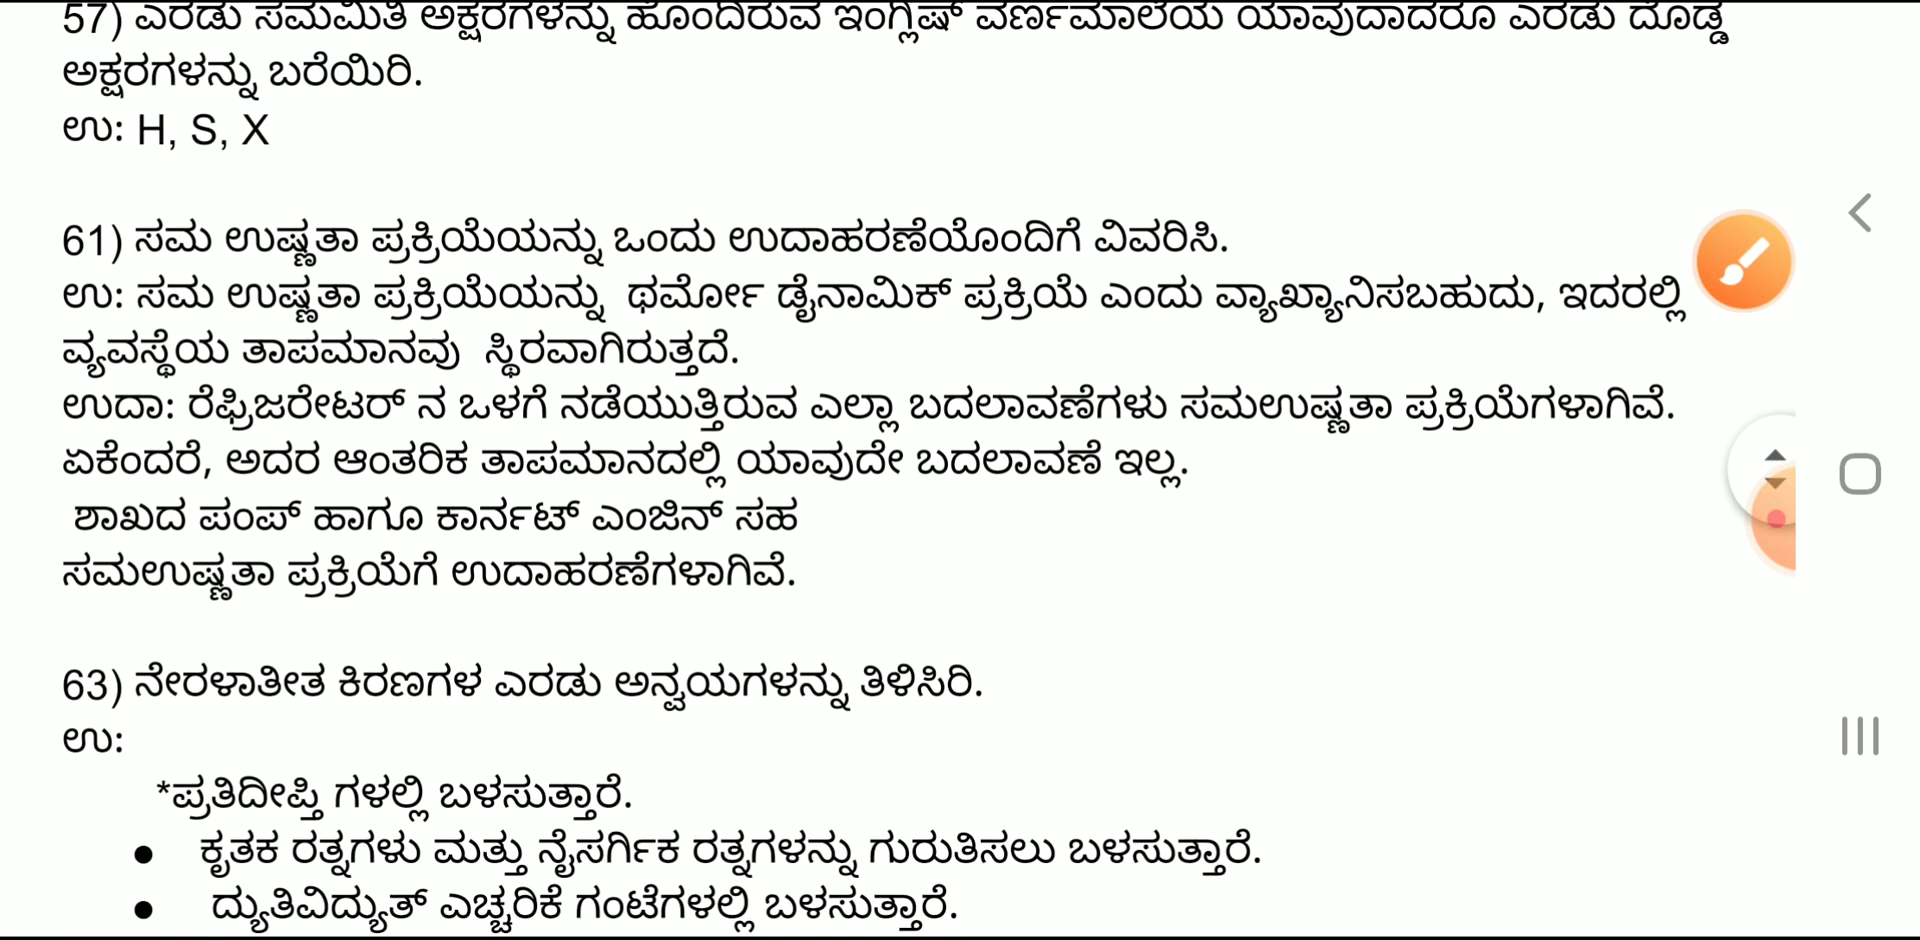 57) ಎರಡು ಸಮಮಿತಿ ಅಕ್ಷರಗಳನ್ನು ಹೊಂದಿರುವ ಇಂಗ್ಲಿಷ್ ವರ್ಣಮಾಲೆಯ ಯಾವುದಾದರೂ ಎರಡು ದೊಡ್ಡ
ಅಕ್ಷರಗಳನ್ನು ಬರೆಯಿರಿ.
ಉ: H, S, X
61) ಸಮ ಉಷ್ಣತಾ ಪ್ರಕ್ರಿಯೆಯನ್ನು ಒಂದು ಉದಾಹರಣೆಯೊಂದಿಗೆ ವಿವರಿಸಿ.
ಉ: ಸಮ ಉಷ್ಣತಾ ಪ್ರಕ್ರಿಯೆಯನ್ನು ಥರ್ಮೋ ಡೈನಾಮಿಕ್ ಪ್ರಕ್ರಿಯೆ ಎಂದು ವ್ಯಾಖ್ಯಾನಿಸಬಹುದು, ಇದರಲ್ಲಿ
ವ್ಯವಸ್ಥೆಯ ತಾಪಮಾನವು ಸ್ಥಿರವಾಗಿರುತ್ತದೆ.
ಉದಾ: ರೆಫ್ರಿಜರೇಟರ್ ನ ಒಳಗೆ ನಡೆಯುತ್ತಿರುವ ಎಲ್ಲಾ ಬದಲಾವಣೆಗಳು ಸಮಉಷ್ಣತಾ ಪ್ರಕ್ರಿಯೆಗಳಾಗಿವೆ.
ಏಕೆಂದರೆ, ಅದರ ಆಂತರಿಕ ತಾಪಮಾನದಲ್ಲಿ ಯಾವುದೇ ಬದಲಾವಣೆ ಇಲ್ಲ.
ಶಾಖದ ಪಂಪ್ ಹಾಗೂ ಕಾರ್ನಟ್ ಎಂಜಿನ್ ಸಹ
ಸಮಉಷ್ಣತಾ ಪ್ರಕ್ರಿಯೆಗೆ ಉದಾಹರಣೆಗಳಾಗಿವೆ.
63) ನೇರಳಾತೀತ ಕಿರಣಗಳ ಎರಡು ಅನ್ವಯಗಳನ್ನು ತಿಳಿಸಿರಿ.
ಉ:
*ಪ್ರತಿದೀಪ್ತಿ ಗಳಲ್ಲಿ ಬಳಸುತ್ತಾರೆ.
● ಕೃತಕ ರತ್ನಗಳು ಮತ್ತು ನೈಸರ್ಗಿಕ ರತ್ನಗಳನ್ನು ಗುರುತಿಸಲು ಬಳಸುತ್ತಾರೆ.
● ದ್ಯುತಿವಿದ್ಯುತ್ ಎಚ್ಚರಿಕೆ ಗಂಟೆಗಳಲ್ಲಿ ಬಳಸುತ್ತಾರೆ.